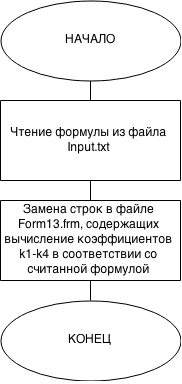 НАЧАЛО
Чтение формулы из файла
Input.txt
Замена строк в файле
Form13.frm, содержащих
вычисление коэффициентов
k1-k4 в соответствии со
считанной формулой
КОНЕЦ